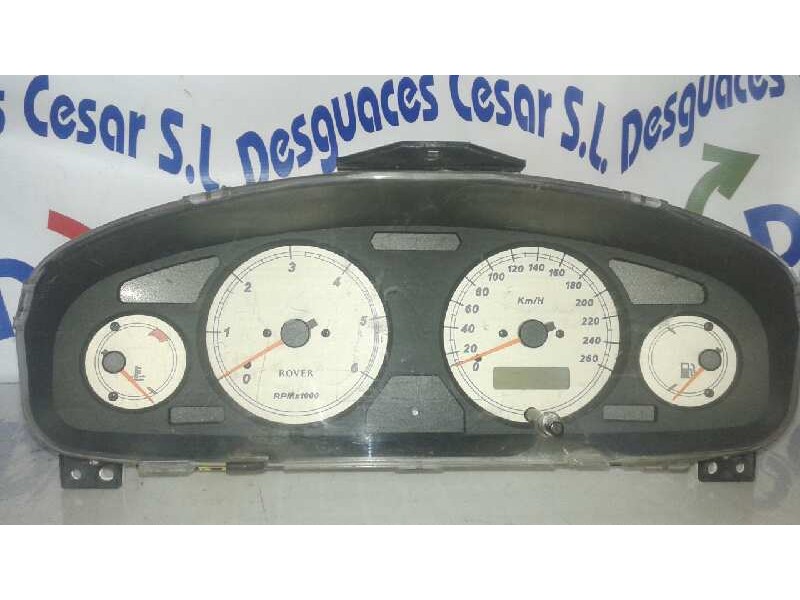 Cesar S.L. Desguaces Cesar S.L. Desguaces
0 1 2 3 4 5 6
ROVER
RPMx1000
0 20 40 60 80 100 120 140 160 180 200 220 240 260
Km/H